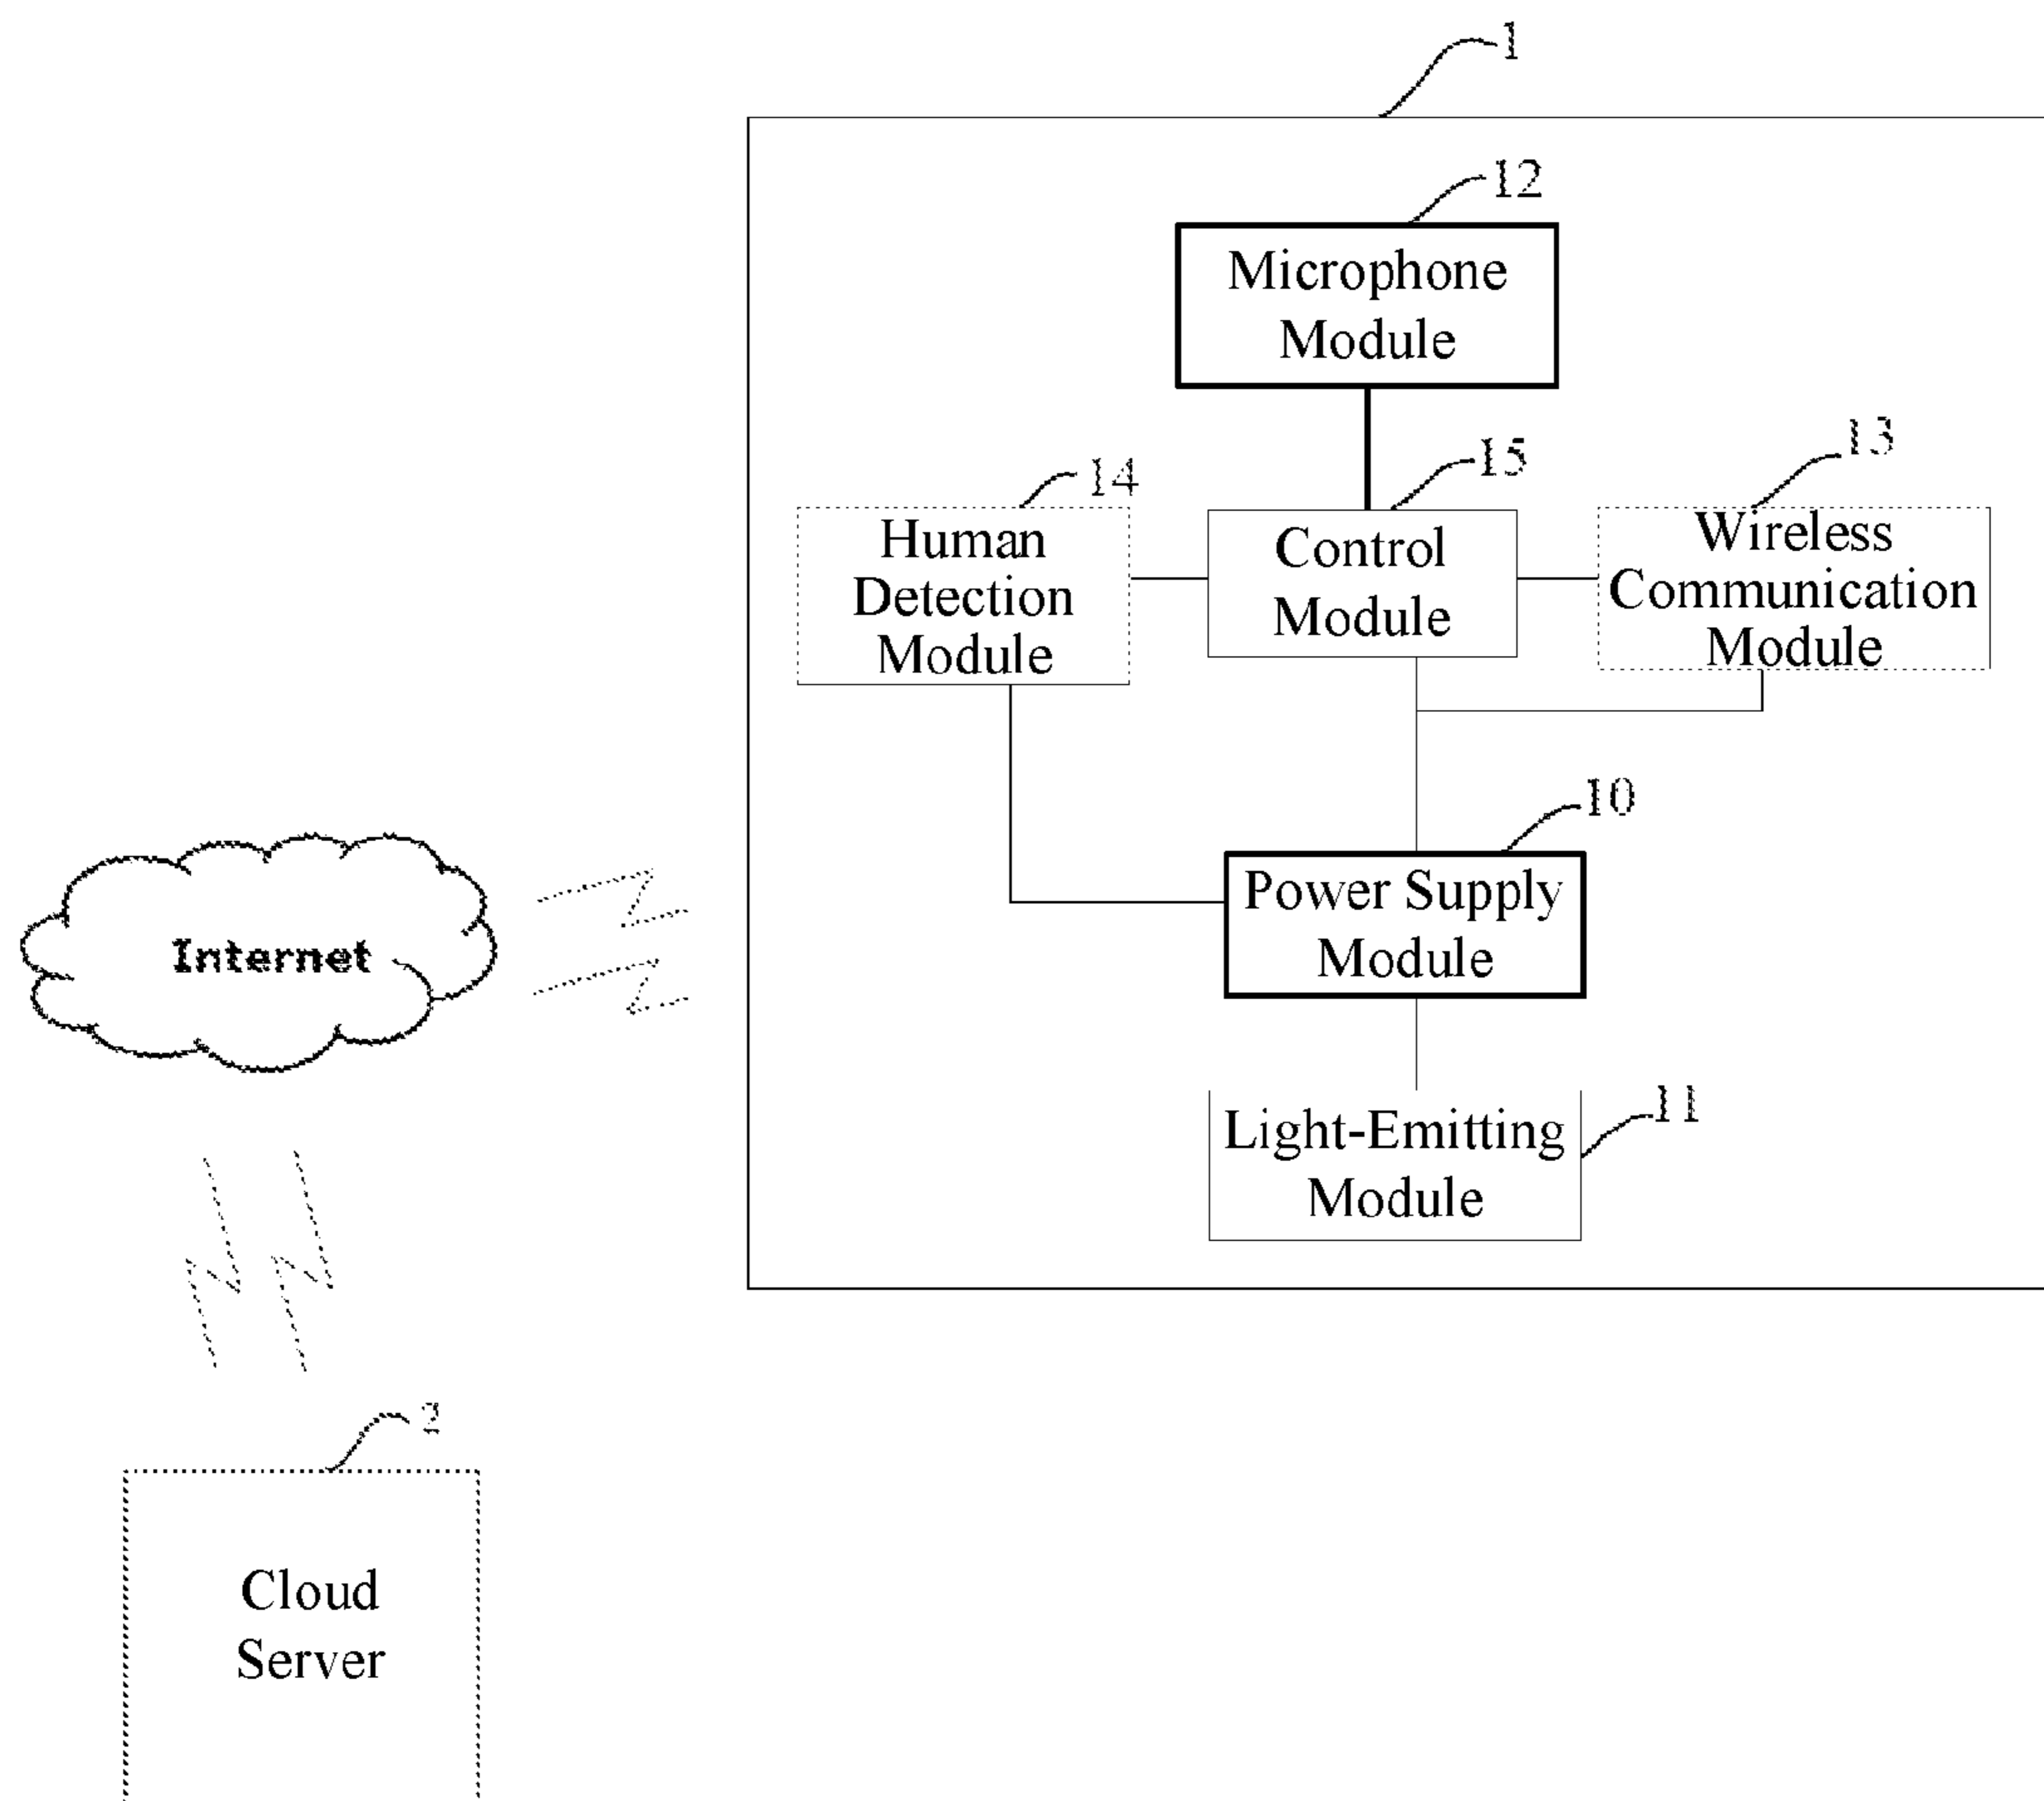 1
12
Microphone
Module
13
15
14
Human
Detection
Module
Control
Module
Wireless
Communication
Module
10
Power Supply
Module
Internet
11
Light-Emitting
Module
2
Cloud
Server